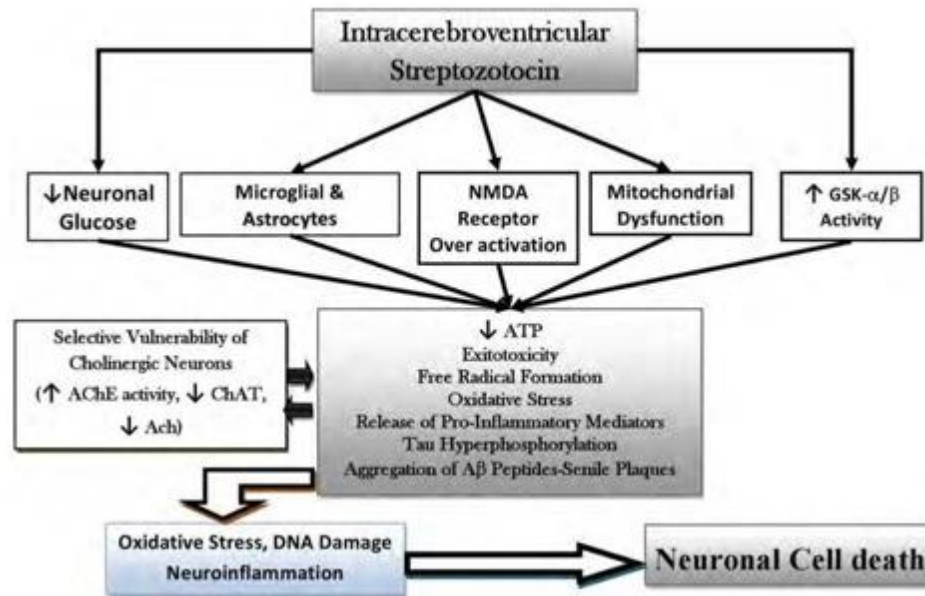 Intracerebroventricular
Streptozotocin
↓Neuronal
Glucose
Microglial &
Astrocytes
NMDA
Receptor
Over activation
Mitochondrial
Dysfunction
↑ GSK-α/β
Activity
Selective Vulnerability of
Cholinergic Neurons
(↑ AChE activity, ↓ ChAT,
↓ Ach)
↓ ATP
Exitotoxicity
Free Radical Formation
Oxidative Stress
Release of Pro-Inflammatory Mediators
Tau Hyperphosphorylation
Aggregation of Aβ Peptides-Senile Plaques
Oxidative Stress, DNA Damage
Neuroinflammation
Neuronal Cell death